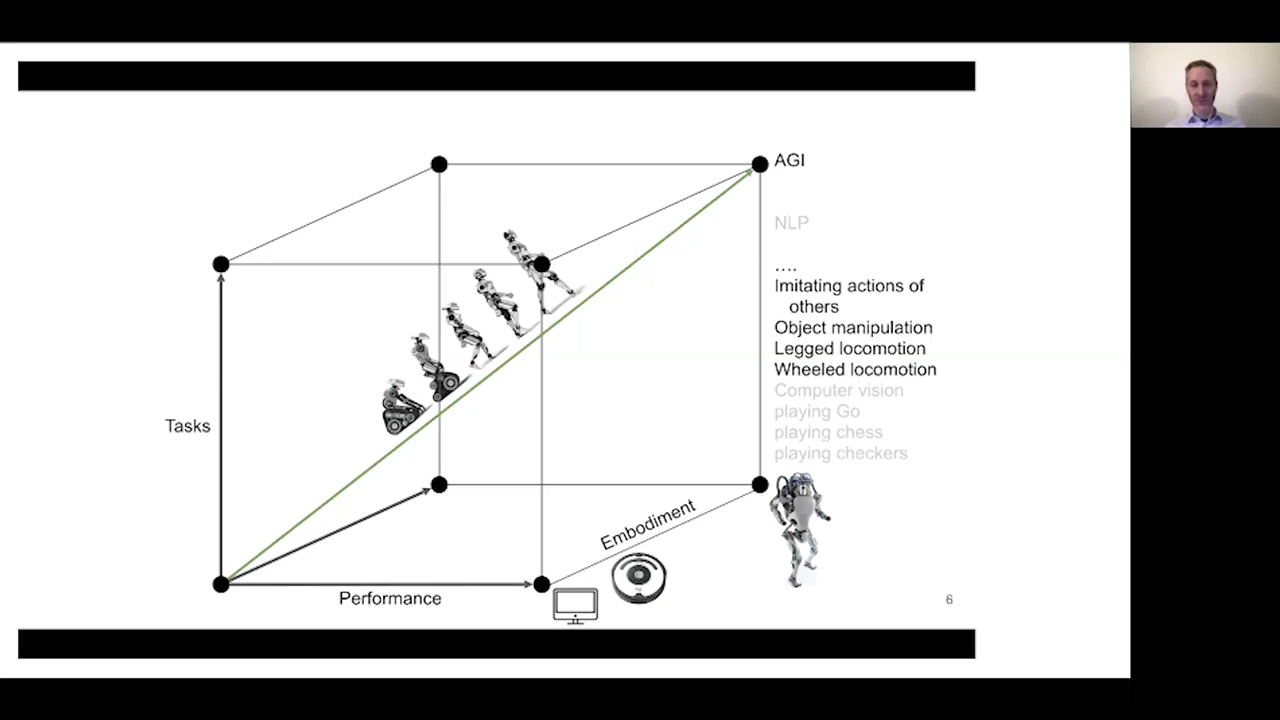 AGI
NLP
....
Imitating actions of
others
Object manipulation
Legged locomotion
Wheeled locomotion
Computer vision
playing Go
playing chess
playing checkers
Tasks
Embodiment
Performance
6